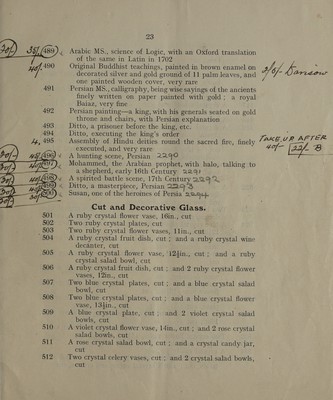 23
20/- 35/- 489 Arabic MS., science of Logic, with an Oxford translation
of the same in Latin in 1702
40/- 490 Original Buddhist teachings, painted in brown enamel on
decorated silver and gold ground of 11 palm leaves, and
one painted wooden cover, very rare
491 Persian MS., calligraphy, being wise sayings of the ancients
finely written on paper painted with gold ; a royal
Baiaz, very fine
492 Persian painting—a king, with his generals seated on gold
throne and chairs, with Persian explanation
493 Ditto, a prisoner before the king, etc.
494 Ditto, executing the king's order
4, 495 Assembly of Hindu deities round the sacred fire, finely
executed, and very rare
TAKE UP AFTER
40/- 22/- B
496 A hunting scene, Persian 2290
497 Mohammed, the Arabian prophet, with halo, talking to
a shepherd, early 16th Century 2291
498 A spirited battle scene, 17th Century 2292
499 Ditto, a masterpiece, Persian 2293
500 Susan, one of the heroines of Persia 2294
Cut and Decorative Glass.
501 A ruby crystal flower vase, 16in., cut
502 Two ruby crystal plates, cut
503 Two ruby crystal flower vases, 11in., cut
504 A ruby crystal fruit dish, cut ; and a ruby crystal wine
decanter, cut
505 A ruby crystal flower vase, 12½in., cut ; and a ruby
crystal salad bowl, cut
506 A ruby crystal fruit dish, cut ; and 2 ruby crystal flower
vases, 12in., cut
507 Two blue crystal plates, cut ; and a blue crystal salad
bowl, cut
508 Two blue crystal plates, cut ; and a blue crystal flower
vase, 13½in., cut
509 A blue crystal plate, cut ; and 2 violet crystal salad
bowls, cut
510 A violet crystal flower vase, 14in., cut ; and 2 rose crystal
salad bowls, cut
511 A rose crystal salad bowl, cut ; and a crystal candy-jar,
cut
512 Two crystal celery vases, cut ; and 2 crystal salad bowls,
cut